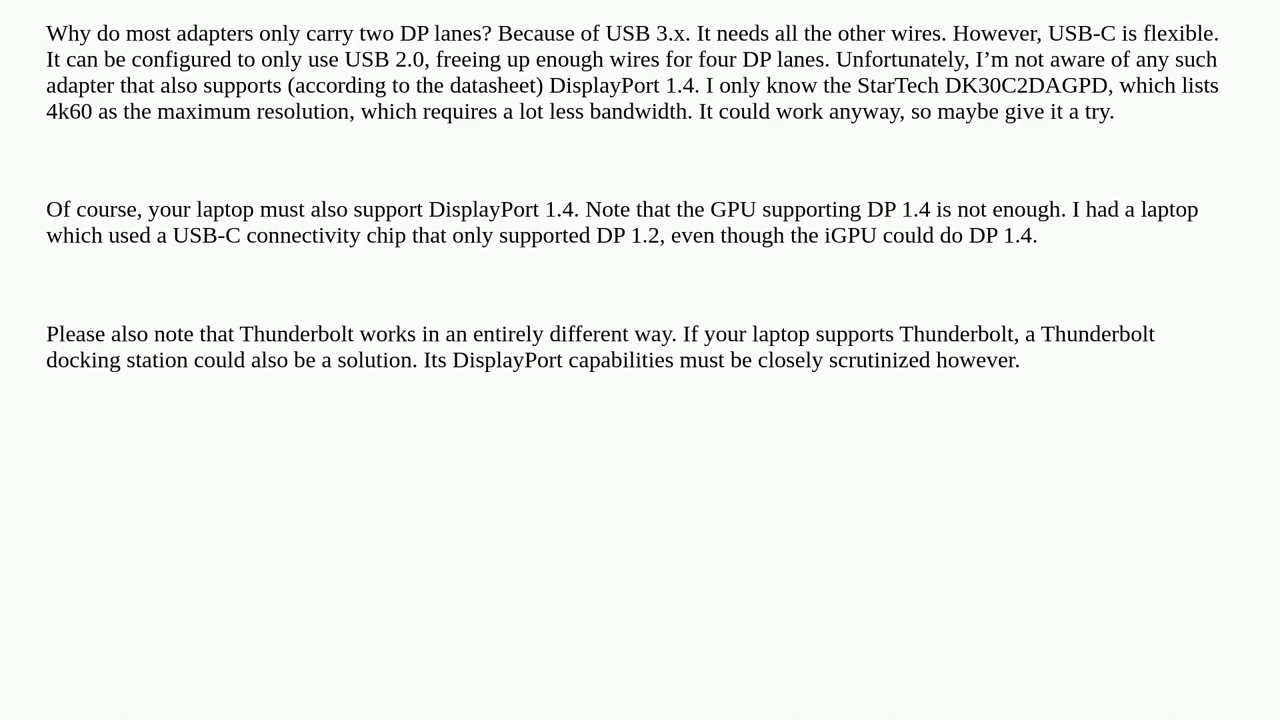 Why do most adapters only carry two DP lanes? Because of USB 3.x. It needs all the other wires. However, USB-C is flexible.
It can be configured to only use USB 2.0, freeing up enough wires for four DP lanes. Unfortunately, I’m not aware of any such
adapter that also supports (according to the datasheet) DisplayPort 1.4. I only know the StarTech DK30C2DAGPD, which lists
4k60 as the maximum resolution, which requires a lot less bandwidth. It could work anyway, so maybe give it a try.
Of course, your laptop must also support DisplayPort 1.4. Note that the GPU supporting DP 1.4 is not enough. I had a laptop
which used a USB-C connectivity chip that only supported DP 1.2, even though the iGPU could do DP 1.4.
Please also note that Thunderbolt works in an entirely different way. If your laptop supports Thunderbolt, a Thunderbolt
docking station could also be a solution. Its DisplayPort capabilities must be closely scrutinized however.